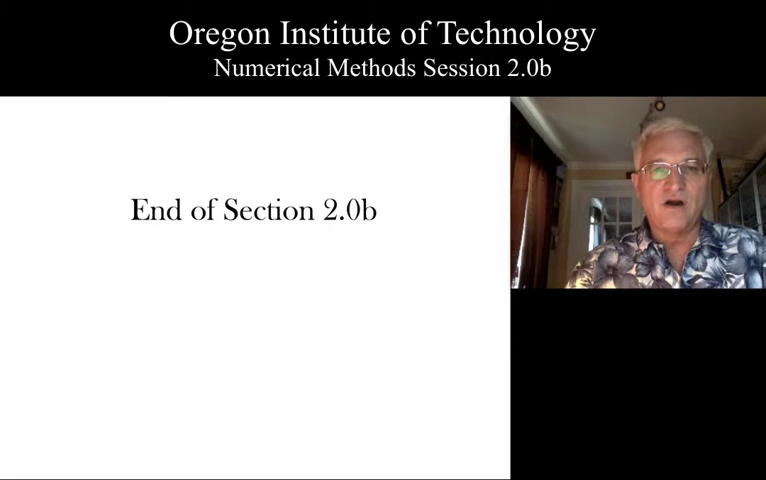 Oregon Institute of Technology
Numerical Methods Session 2.0b
End of Section 2.0b